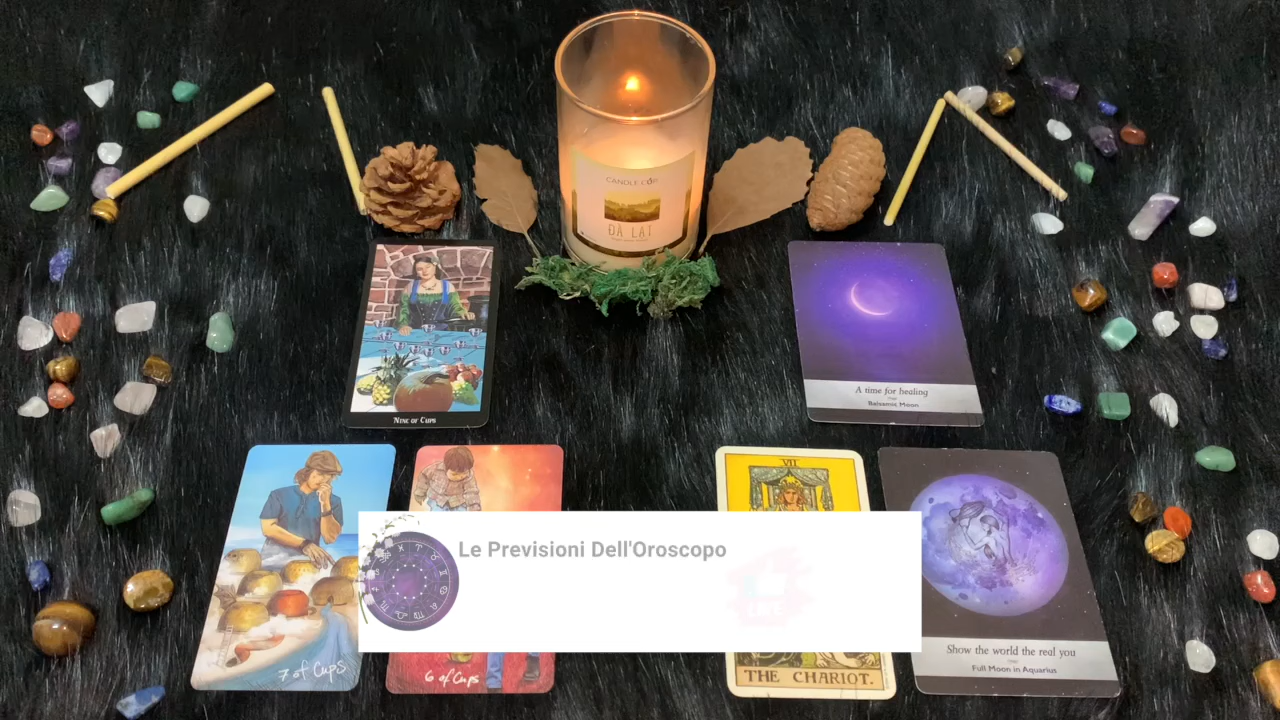 CANDLE CUP
ĐÀ LẠT
NINE OF CUPS
A time for healing
Balsamic Moon
VII
Le Previsioni Dell'Oroscopo
LIKE
7 of Cups
6 of Cups
THE CHARIOT.
Show the world the real you
Full Moon in Aquarius